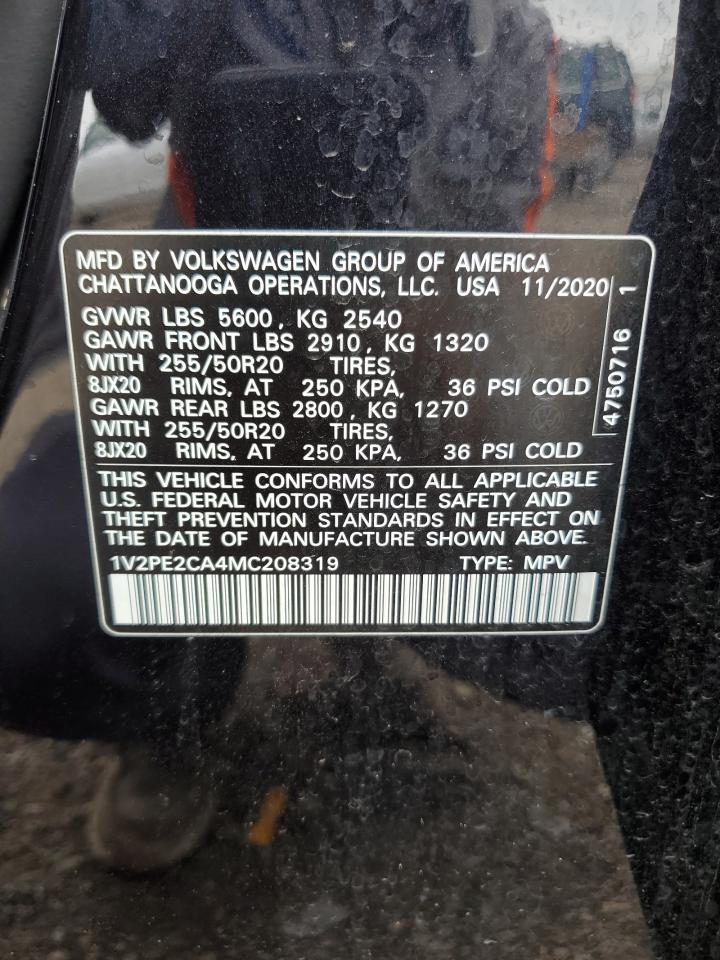 MFD BY VOLKSWAGEN GROUP OF AMERICA
CHATTANOOGA OPERATIONS, LLC. USA 11/2020
GVWR LBS 5600, KG 2540
GAWR FRONT LBS 2910, KG 1320
WITH 255/50R20 TIRES,
8JX20 RIMS, AT 250 KPA, 36 PSI COLD
GAWR REAR LBS 2800, KG 1270
WITH 255/50R20 TIRES,
8JX20 RIMS, AT 250 KPA, 36 PSI COLD
4750716 1
THIS VEHICLE CONFORMS TO ALL APPLICABLE
U.S. FEDERAL MOTOR VEHICLE SAFETY AND
THEFT PREVENTION STANDARDS IN EFFECT ON
THE DATE OF MANUFACTURE SHOWN ABOVE.
1V2PE2CA4MC208319 TYPE: MPV